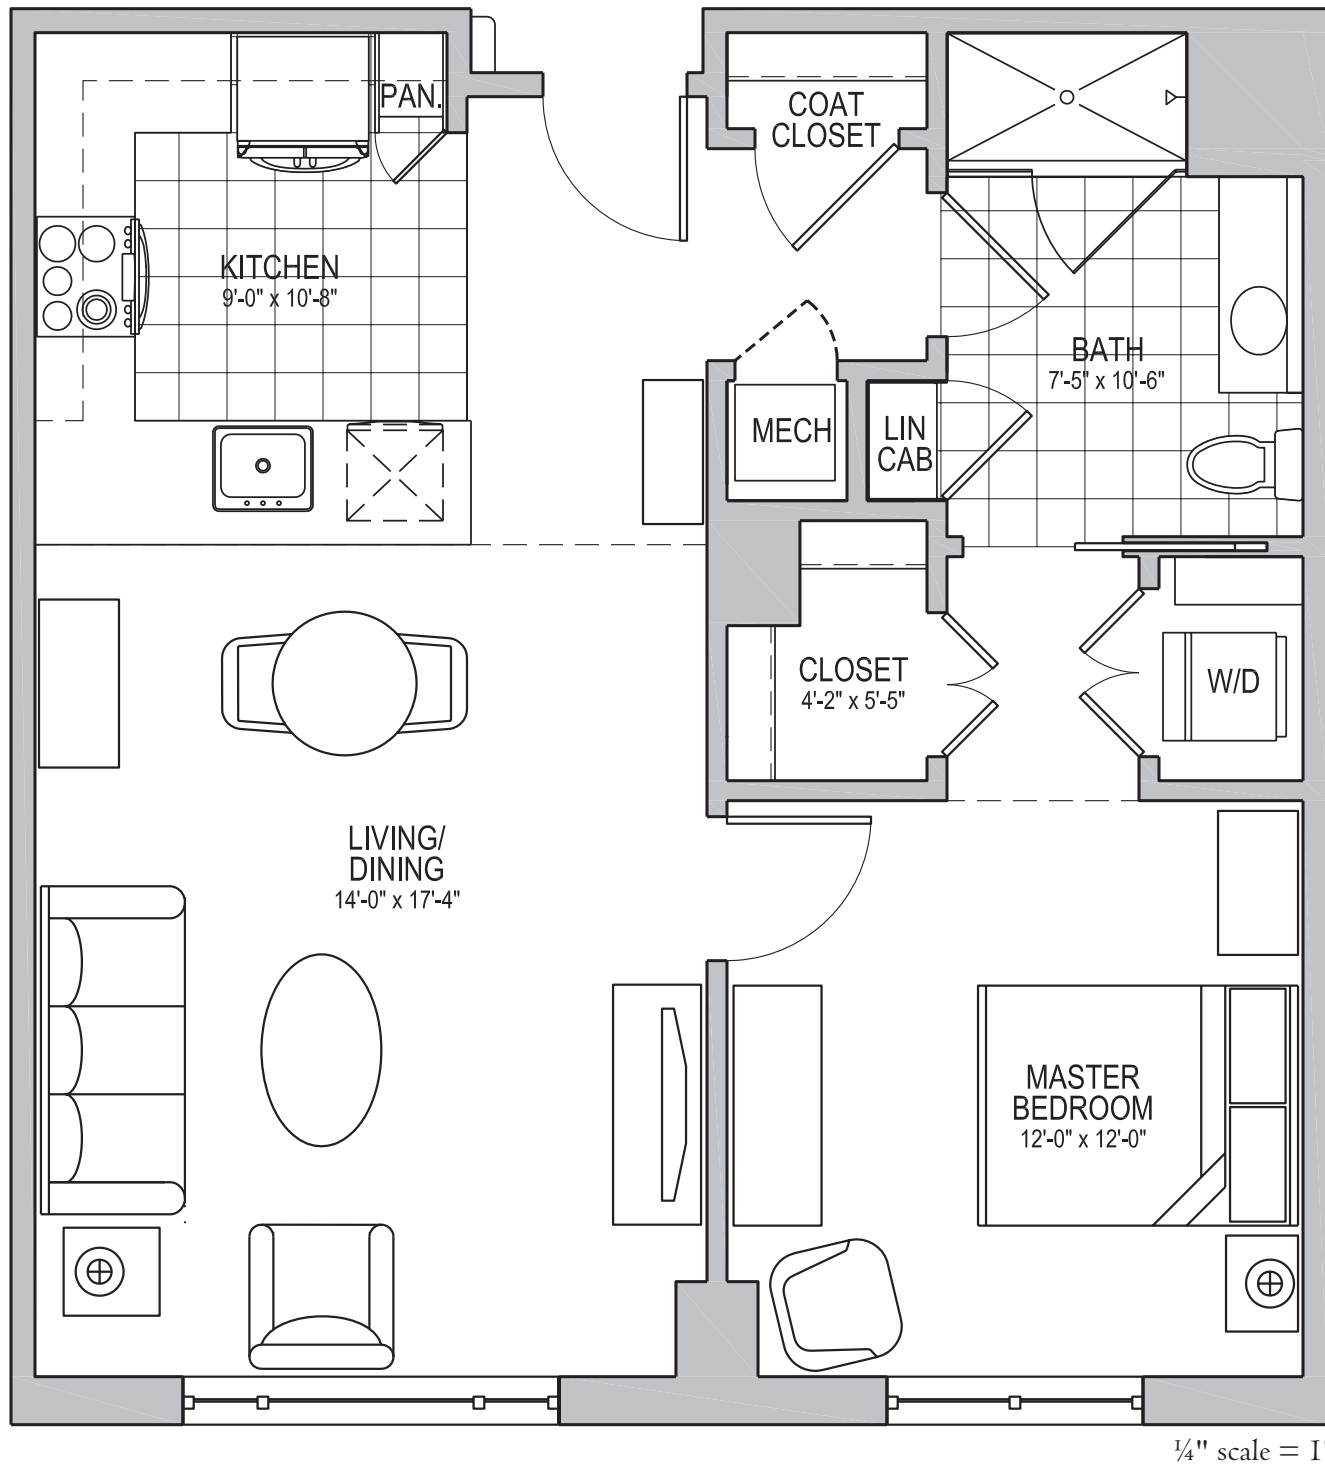 PAN.
COAT
CLOSET
KITCHEN
9'-0" x 10'-8"
BATH
7'-5" x 10'-6"
MECH
LIN
CAB
CLOSET
4'-2" x 5'-5"
W/D
LIVING/
DINING
14'-0" x 17'-4"
MASTER
BEDROOM
12'-0" x 12'-0"
¼" scale = 1'